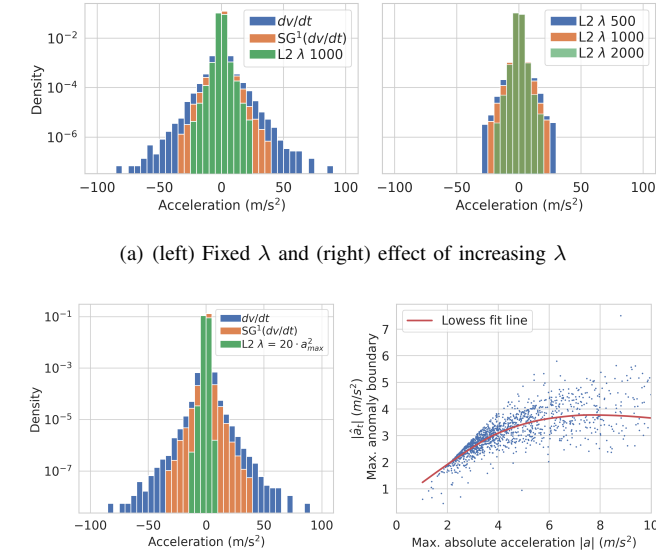 dv/dt
SG¹(dv/dt)
L2 λ 1000
10⁻²
10⁻⁴
10⁻⁶
Density
−100 −50 0 50 100
Acceleration (m/s²)
L2 λ 500
L2 λ 1000
L2 λ 2000
−100 −50 0 50 100
Acceleration (m/s²)
(a) (left) Fixed λ and (right) effect of increasing λ
dv/dt
SG¹(dv/dt)
L2 λ = 20 · a²max
10⁻¹
10⁻³
10⁻⁵
10⁻⁷
Density
−100 −50 0 50 100
Acceleration (m/s²)
Lowess fit line
7
6
5
4
3
2
1
|âₜ| (m/s²)
Max. anomaly boundary
0 2 4 6 8 10
Max. absolute acceleration |a| (m/s²)